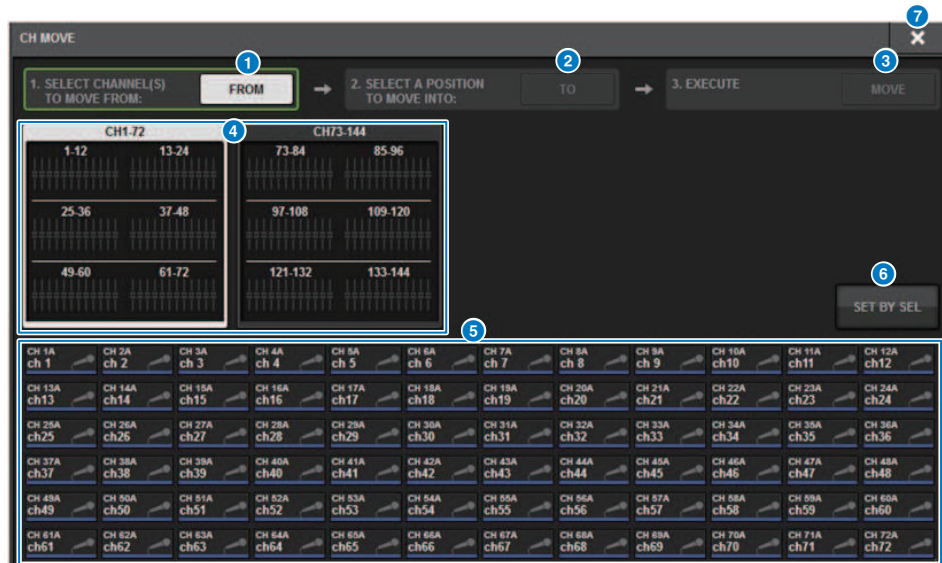 7
CH MOVE
1
2
3
1. SELECT CHANNEL(S)
TO MOVE FROM:
FROM
2. SELECT A POSITION
TO MOVE INTO:
TO
3. EXECUTE
MOVE
CH1-72
4
CH73-144
1-12
13-24
73-84
85-96
25-36
37-48
97-108
109-120
49-60
61-72
121-132
133-144
6
SET BY SEL
5
CH 1A CH 2A CH 3A CH 4A CH 5A CH 6A CH 7A CH 8A CH 9A CH 10A CH 11A CH 12A
ch 1 ch 2 ch 3 ch 4 ch 5 ch 6 ch 7 ch 8 ch 9 ch10 ch11 ch12
CH 13A CH 14A CH 15A CH 16A CH 17A CH 18A CH 19A CH 20A CH 21A CH 22A CH 23A CH 24A
ch13 ch14 ch15 ch16 ch17 ch18 ch19 ch20 ch21 ch22 ch23 ch24
CH 25A CH 26A CH 27A CH 28A CH 29A CH 30A CH 31A CH 32A CH 33A CH 34A CH 35A CH 36A
ch25 ch26 ch27 ch28 ch29 ch30 ch31 ch32 ch33 ch34 ch35 ch36
CH 37A CH 38A CH 39A CH 40A CH 41A CH 42A CH 43A CH 44A CH 45A CH 46A CH 47A CH 48A
ch37 ch38 ch39 ch40 ch41 ch42 ch43 ch44 ch45 ch46 ch47 ch48
CH 49A CH 50A CH 51A CH 52A CH 53A CH 54A CH 55A CH 56A CH 57A CH 58A CH 59A CH 60A
ch49 ch50 ch51 ch52 ch53 ch54 ch55 ch56 ch57 ch58 ch59 ch60
CH 61A CH 62A CH 63A CH 64A CH 65A CH 66A CH 67A CH 68A CH 69A CH 70A CH 71A CH 72A
ch61 ch62 ch63 ch64 ch65 ch66 ch67 ch68 ch69 ch70 ch71 ch72